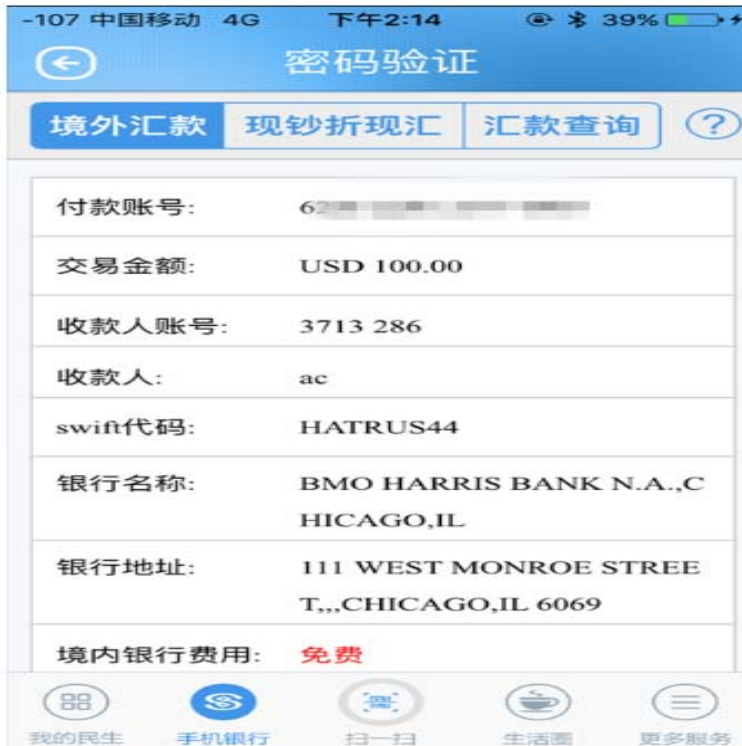 -107 中国移动 4G 下午2:14 39%
密码验证
境外汇款 现钞折现汇 汇款查询 ?
付款账号: 62
交易金额: USD 100.00
收款人账号: 3713 286
收款人: ac
swift代码: HATRUS44
银行名称: BMO HARRIS BANK N.A.,C
HICAGO,IL
银行地址: 111 WEST MONROE STREE
T,,,CHICAGO,IL 6069
境内银行费用: 免费
我的民生 手机银行 扫一扫 生活圈 更多服务